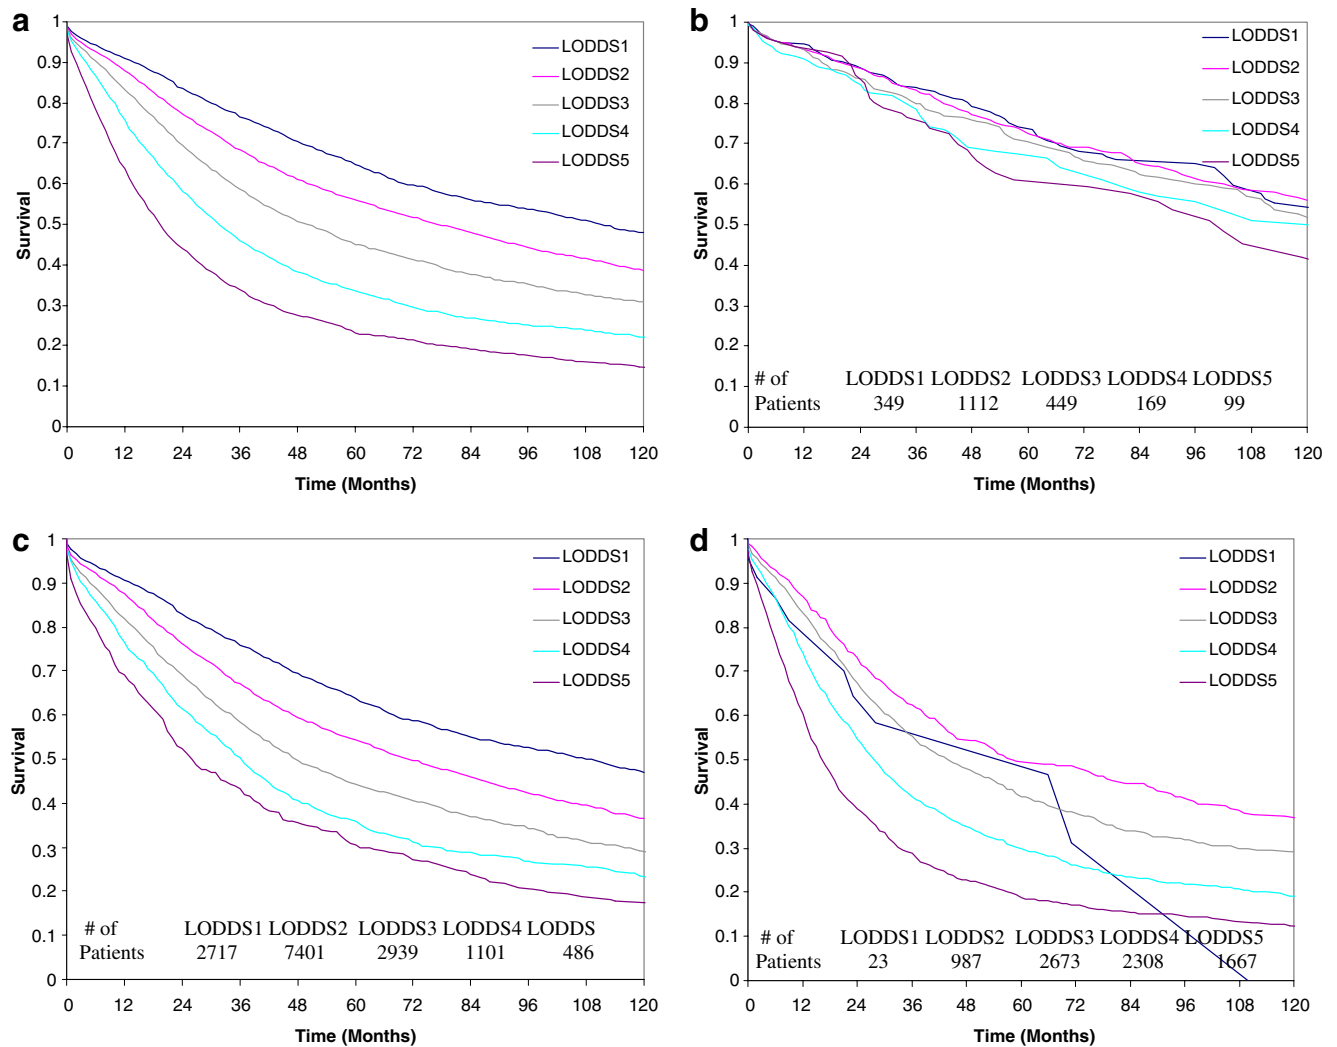 a
1
0.9
0.8
0.7
0.6
0.5
0.4
0.3
0.2
0.1
0
Survival
0 12 24 36 48 60 72 84 96 108 120
Time (Months)
LODDS1
LODDS2
LODDS3
LODDS4
LODDS5
b
1
0.9
0.8
0.7
0.6
0.5
0.4
0.3
0.2
0.1
0
Survival
LODDS1
LODDS2
LODDS3
LODDS4
LODDS5
# of LODDS1 LODDS2 LODDS3 LODDS4 LODDS5
Patients 349 1112 449 169 99
0 12 24 36 48 60 72 84 96 108 120
Time (Months)
c
1
0.9
0.8
0.7
0.6
0.5
0.4
0.3
0.2
0.1
0
Survival
LODDS1
LODDS2
LODDS3
LODDS4
LODDS5
# of LODDS1 LODDS2 LODDS3 LODDS4 LODDS
Patients 2717 7401 2939 1101 486
0 12 24 36 48 60 72 84 96 108 120
Time (Months)
d
1
0.9
0.8
0.7
0.6
0.5
0.4
0.3
0.2
0.1
0
Survival
LODDS1
LODDS2
LODDS3
LODDS4
LODDS5
# of LODDS1 LODDS2 LODDS3 LODDS4 LODDS5
Patients 23 987 2673 2308 1667
0 12 24 36 48 60 72 84 96 108 120
Time (Months)